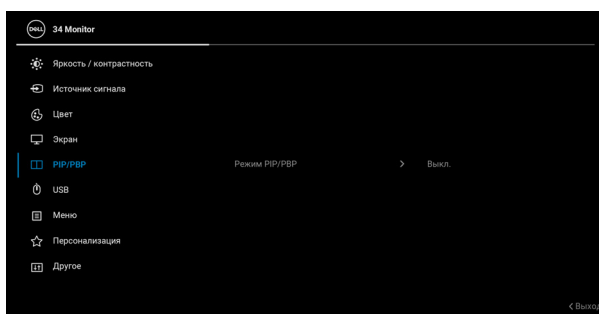 DELL 34 Monitor
Яркость / контрастность
Источник сигнала
Цвет
Экран
PIP/PBP Режим PIP/PBP Выкл.
USB
Меню
Персонализация
Другое
Выход